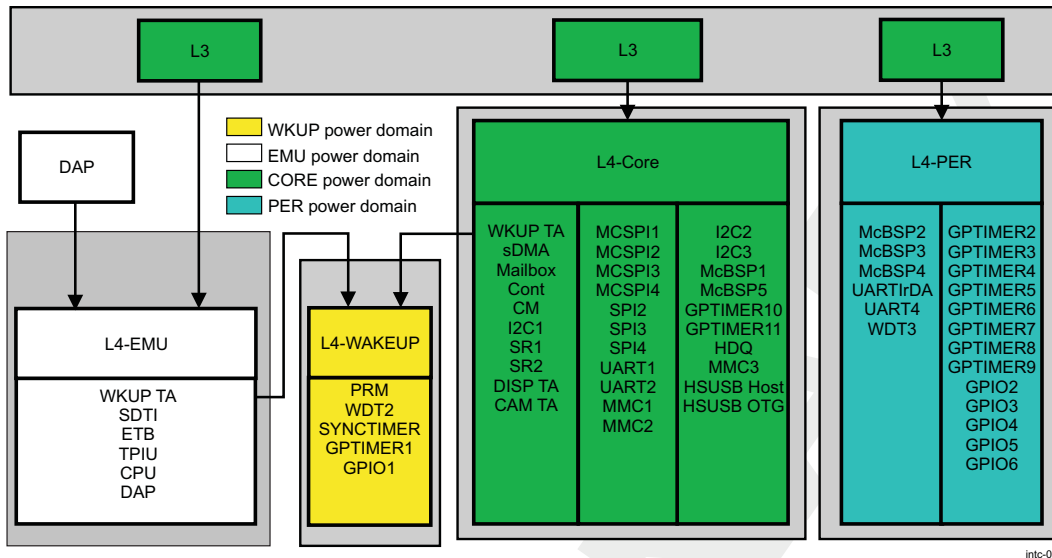 L3
L3
L3
WKUP power domain
EMU power domain
CORE power domain
PER power domain
DAP
L4-EMU
WKUP TA
SDTI
ETB
TPIU
CPU
DAP
L4-WAKEUP
PRM
WDT2
SYNCTIMER
GPTIMER1
GPIO1
L4-Core
WKUP TA
sDMA
Mailbox
Cont
CM
I2C1
SR1
SR2
DISP TA
CAM TA
MCSPI1
MCSPI2
MCSPI3
MCSPI4
SPI2
SPI3
SPI4
UART1
UART2
MMC1
MMC2
I2C2
I2C3
McBSP1
McBSP5
GPTIMER10
GPTIMER11
HDQ
MMC3
HSUSB Host
HSUSB OTG
L4-PER
McBSP2
McBSP3
McBSP4
UARTIrDA
UART4
WDT3
GPTIMER2
GPTIMER3
GPTIMER4
GPTIMER5
GPTIMER6
GPTIMER7
GPTIMER8
GPTIMER9
GPIO2
GPIO3
GPIO4
GPIO5
GPIO6
intc-0